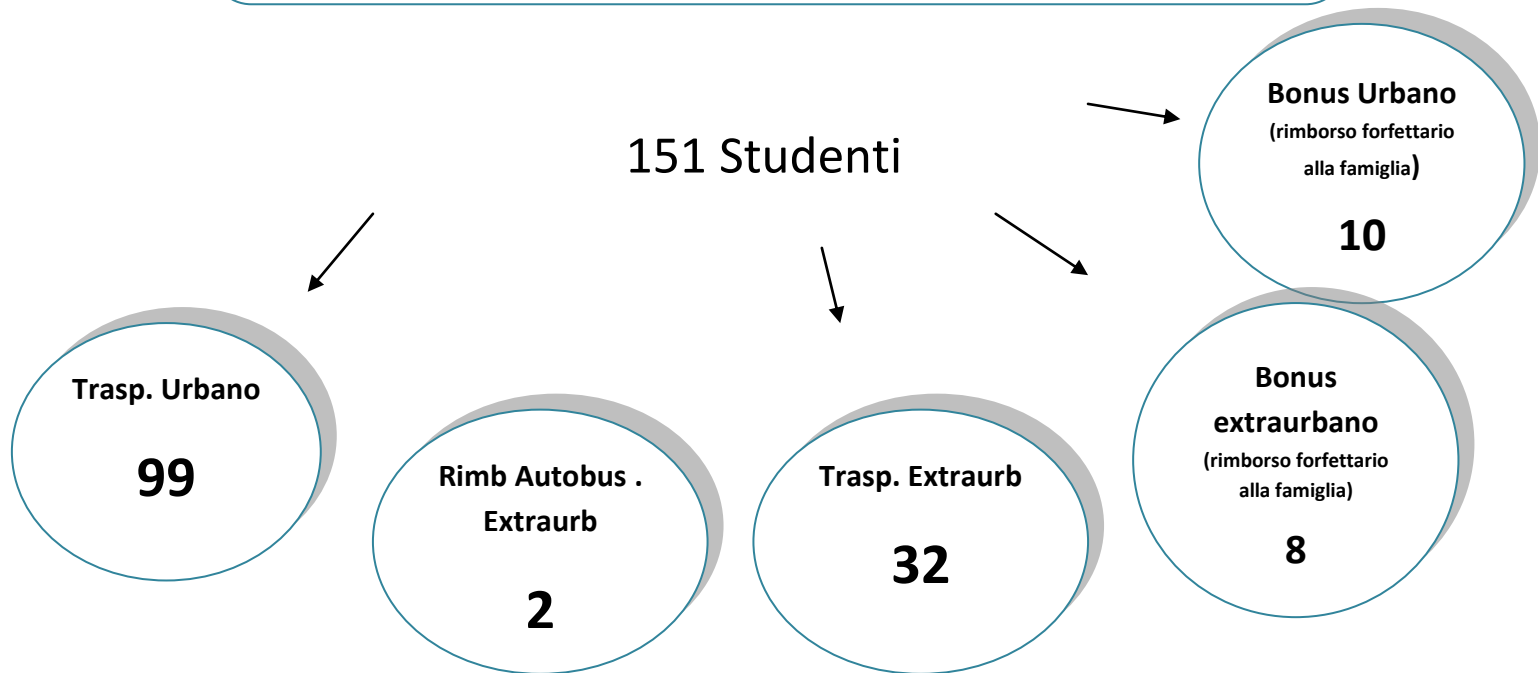 151 Studenti
Bonus Urbano
(rimborso forfettario
alla famiglia)
10
Trasp. Urbano
99
Rimb Autobus .
Extraurb
2
Trasp. Extraurb
32
Bonus
extraurbano
(rimborso forfettario
alla famiglia)
8